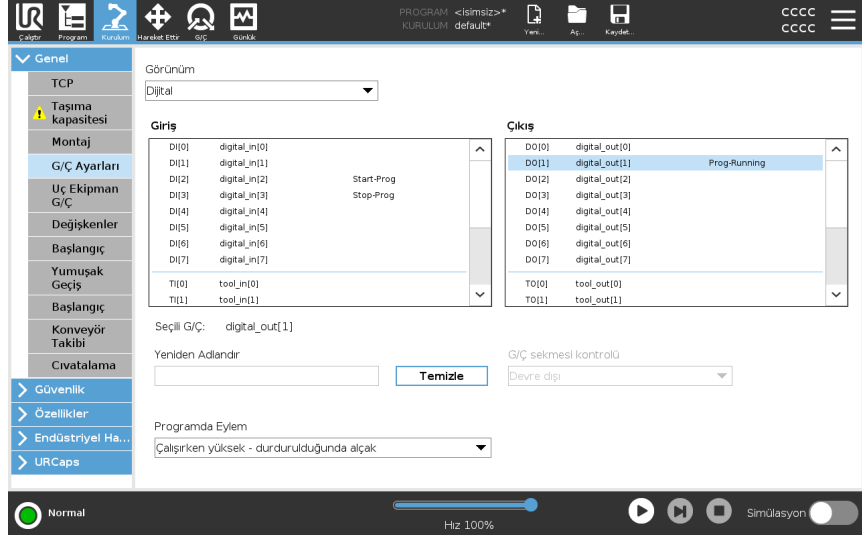 PROGRAM <isimsiz>*
KURULUM default*
CCCC
CCCC
Çalıştır Program Kurulum Hareket Ettir G/Ç Günlük Yeni... Aç... Kaydet...
Genel
TCP
Taşıma
kapasitesi
Montaj
G/Ç Ayarları
Uç Ekipman
G/Ç
Değişkenler
Başlangıç
Yumuşak
Geçiş
Başlangıç
Konveyör
Takibi
Cıvatalama
Güvenlik
Özellikler
Endüstriyel Ha...
URCaps
Görünüm
Dijital
Giriş
DI[0] digital_in[0]
DI[1] digital_in[1]
DI[2] digital_in[2] Start-Prog
DI[3] digital_in[3] Stop-Prog
DI[4] digital_in[4]
DI[5] digital_in[5]
DI[6] digital_in[6]
DI[7] digital_in[7]
TI[0] tool_in[0]
TI[1] tool_in[1]
Çıkış
DO[0] digital_out[0]
DO[1] digital_out[1] Prog-Running
DO[2] digital_out[2]
DO[3] digital_out[3]
DO[4] digital_out[4]
DO[5] digital_out[5]
DO[6] digital_out[6]
DO[7] digital_out[7]
TO[0] tool_out[0]
TO[1] tool_out[1]
Seçili G/Ç: digital_out[1]
Yeniden Adlandır
Temizle
G/Ç sekmesi kontrolü
Devre dışı
Programda Eylem
Çalışırken yüksek - durdurulduğunda alçak
Normal
Hız 100%
Simülasyon